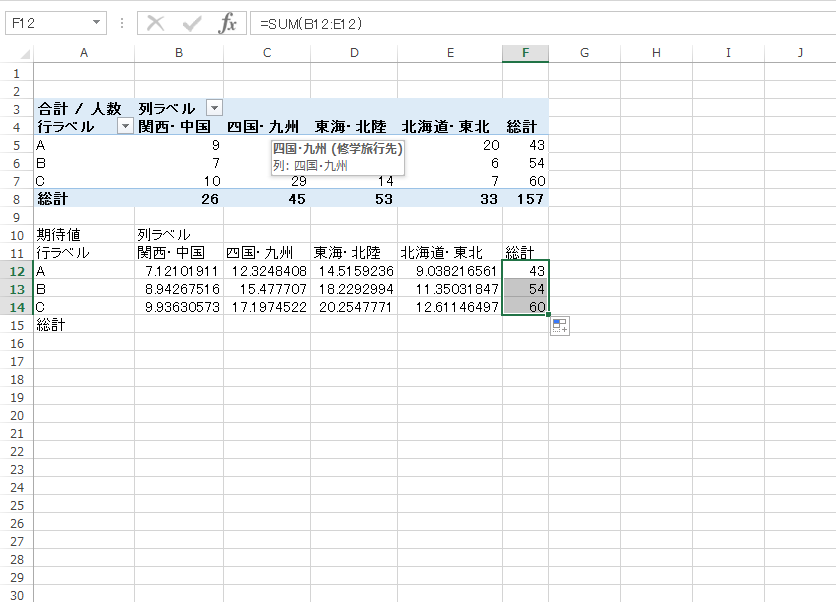 F12 fx =SUM(B12:E12)
A B C D E F G H I J
1
2
3 合計 / 人数 列ラベル
4 行ラベル 関西・中国 四国・九州 東海・北陸 北海道・東北 総計
5 A 9 20 43
四国・九州 (修学旅行先)
6 B 7 6 54
列: 四国・九州
7 C 10 29 14 7 60
8 総計 26 45 53 33 157
9
10 期待値 列ラベル
11 行ラベル 関西・中国 四国・九州 東海・北陸 北海道・東北 総計
12 A 7.12101911 12.3248408 14.5159236 9.038216561 43
13 B 8.94267516 15.477707 18.2292994 11.35031847 54
14 C 9.93630573 17.1974522 20.2547771 12.61146497 60
15 総計
16
17
18
19
20
21
22
23
24
25
26
27
28
29
30